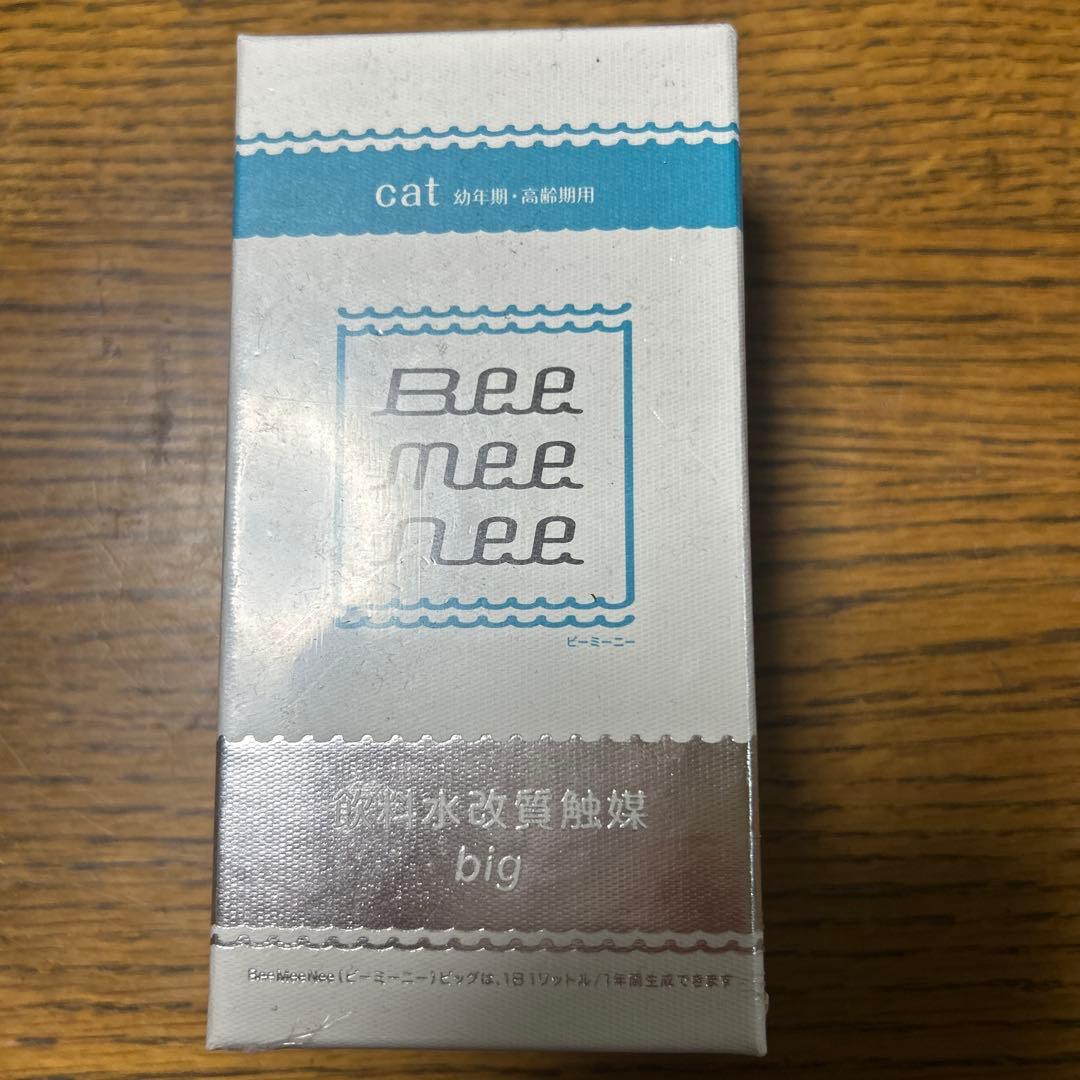 cat 幼年期・高齢期用
Bee
mee
nee
ビーミーニー
飲料水改質触媒
big
BeeMeeNee(ビーミーニー)ビッグは、1日1リットル/1年間生成できます